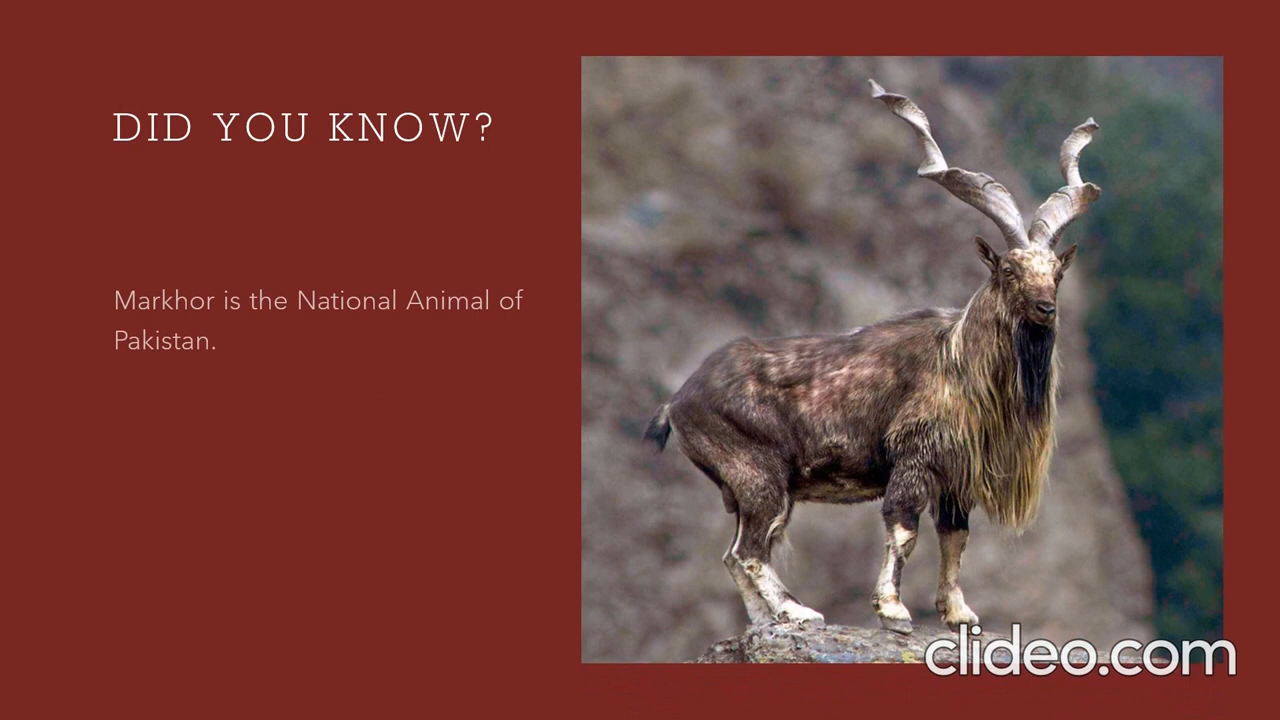 DID YOU KNOW?
Markhor is the National Animal of
Pakistan.
clideo.com